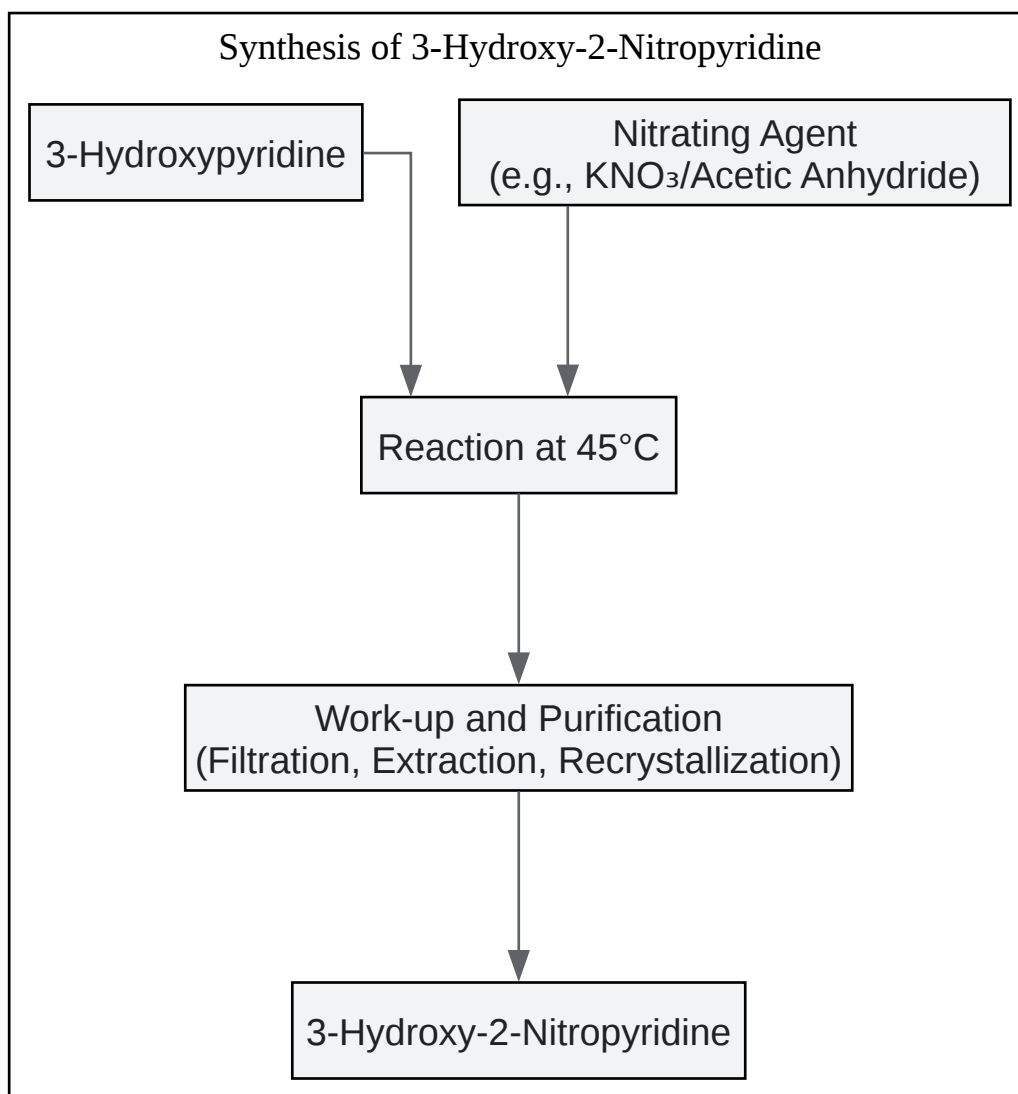 Synthesis of 3-Hydroxy-2-Nitropyridine
3-Hydroxypyridine
Nitrating Agent
(e.g., KNO₃/Acetic Anhydride)
Reaction at 45°C
Work-up and Purification
(Filtration, Extraction, Recrystallization)
3-Hydroxy-2-Nitropyridine